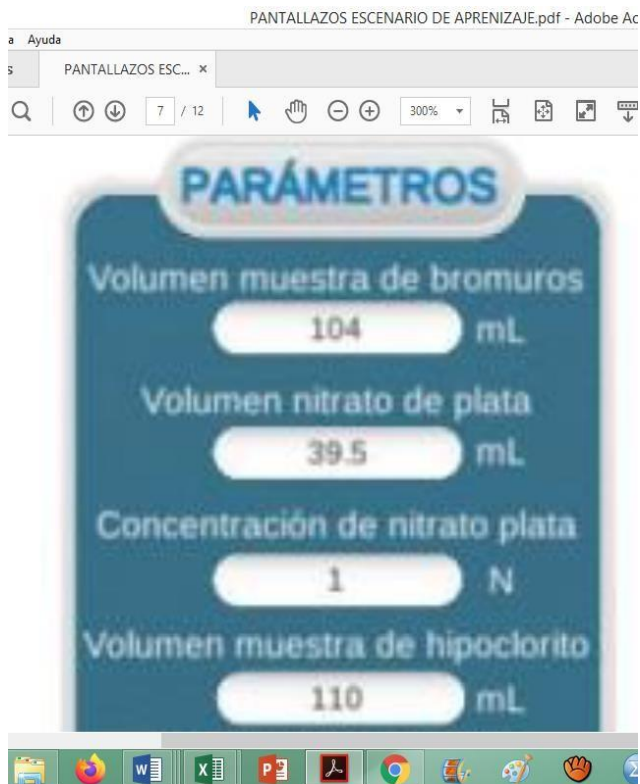 PANTALLAZOS ESCENARIO DE APRENIZAJE.pdf - Adobe Ac
a Ayuda
s PANTALLAZOS ESC... ×
7 / 12 300%
PARÁMETROS
Volumen muestra de bromuros
104 mL
Volumen nitrato de plata
39.5 mL
Concentración de nitrato plata
1 N
Volumen muestra de hipoclorito
110 mL